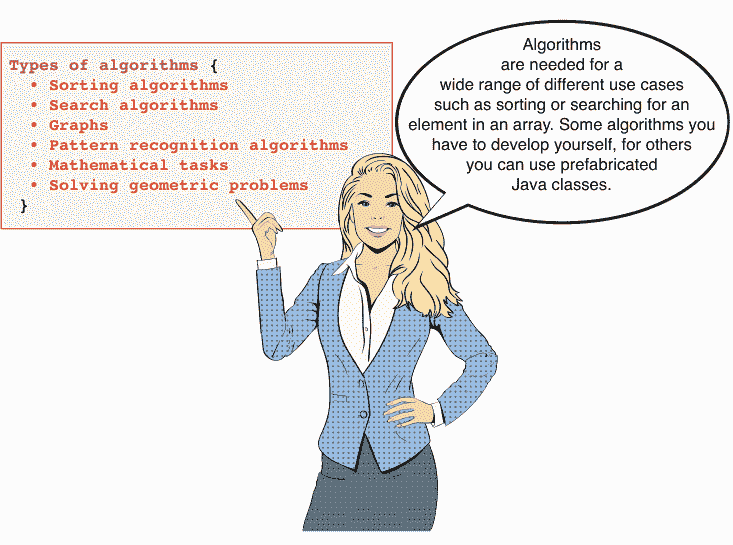 Types of algorithms {
• Sorting algorithms
• Search algorithms
• Graphs
• Pattern recognition algorithms
• Mathematical tasks
• Solving geometric problems
}
Algorithms
are needed for a
wide range of different use cases
such as sorting or searching for an
element in an array. Some algorithms you
have to develop yourself, for others
you can use prefabricated
Java classes.